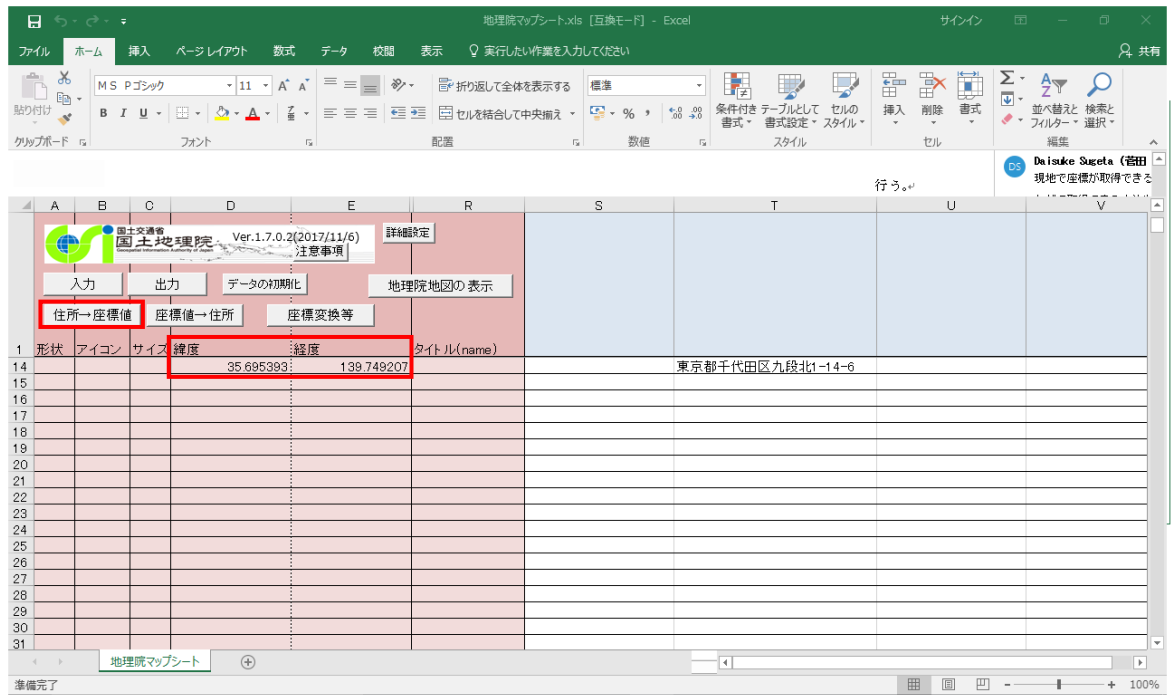 地理院マップシート.xls [互換モード] - Excel
サインイン
ファイル ホーム 挿入 ページ レイアウト 数式 データ 校閲 表示 実行したい作業を入力してください 共有
貼り付け
MS Pゴシック 11
B I U
折り返して全体を表示する
セルを結合して中央揃え
標準
条件付き書式 テーブルとして書式設定 セルのスタイル
挿入 削除 書式
並べ替えとフィルター 検索と選択
クリップボード フォント 配置 数値 スタイル セル 編集
行う。
DS Daisuke Sugeta (菅田
現地で座標が取得できる
A B C D E R S T U V
国土交通省
国土地理院
Geospatial Information Authority of Japan
Ver.1.7.0.2(2017/11/6)
注意事項
詳細設定
入力 出力 データの初期化 地理院地図の表示
住所→座標値 座標値→住所 座標変換等
1 形状 アイコン サイズ 緯度 経度 タイトル(name)
14 35.695393 139.749207 東京都千代田区九段北1-14-6
15
16
17
18
19
20
21
22
23
24
25
26
27
28
29
30
31
地理院マップシート
準備完了
100%